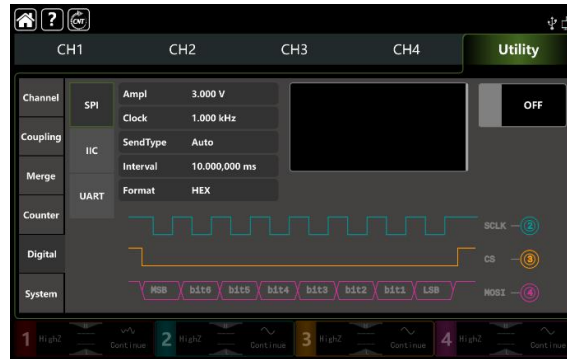 ? CNT
CH1 CH2 CH3 CH4 Utility
Channel
Coupling
Merge
Counter
Digital
System
SPI
IIC
UART
Ampl 3.000 V
Clock 1.000 kHz
SendType Auto
Interval 10.000,000 ms
Format HEX
OFF
SCLK 2
CS 3
MSB bit6 bit5 bit4 bit3 bit2 bit1 LSB MOSI 4
1 HighZ Continue 2 HighZ Continue 3 HighZ Continue 4 HighZ Continue